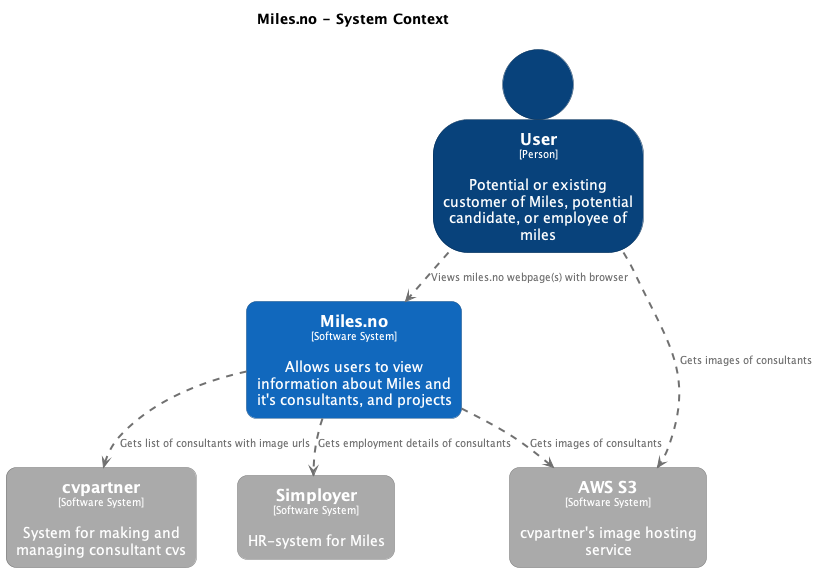 Miles.no - System Context
User
[Person]
Potential or existing
customer of Miles, potential
candidate, or employee of
miles
Views miles.no webpage(s) with browser
Miles.no
[Software System]
Allows users to view
information about Miles and
it's consultants, and projects
Gets images of consultants
Gets list of consultants with image urls
Gets employment details of consultants
Gets images of consultants
cvpartner
[Software System]
System for making and
managing consultant cvs
Simployer
[Software System]
HR-system for Miles
AWS S3
[Software System]
cvpartner's image hosting
service